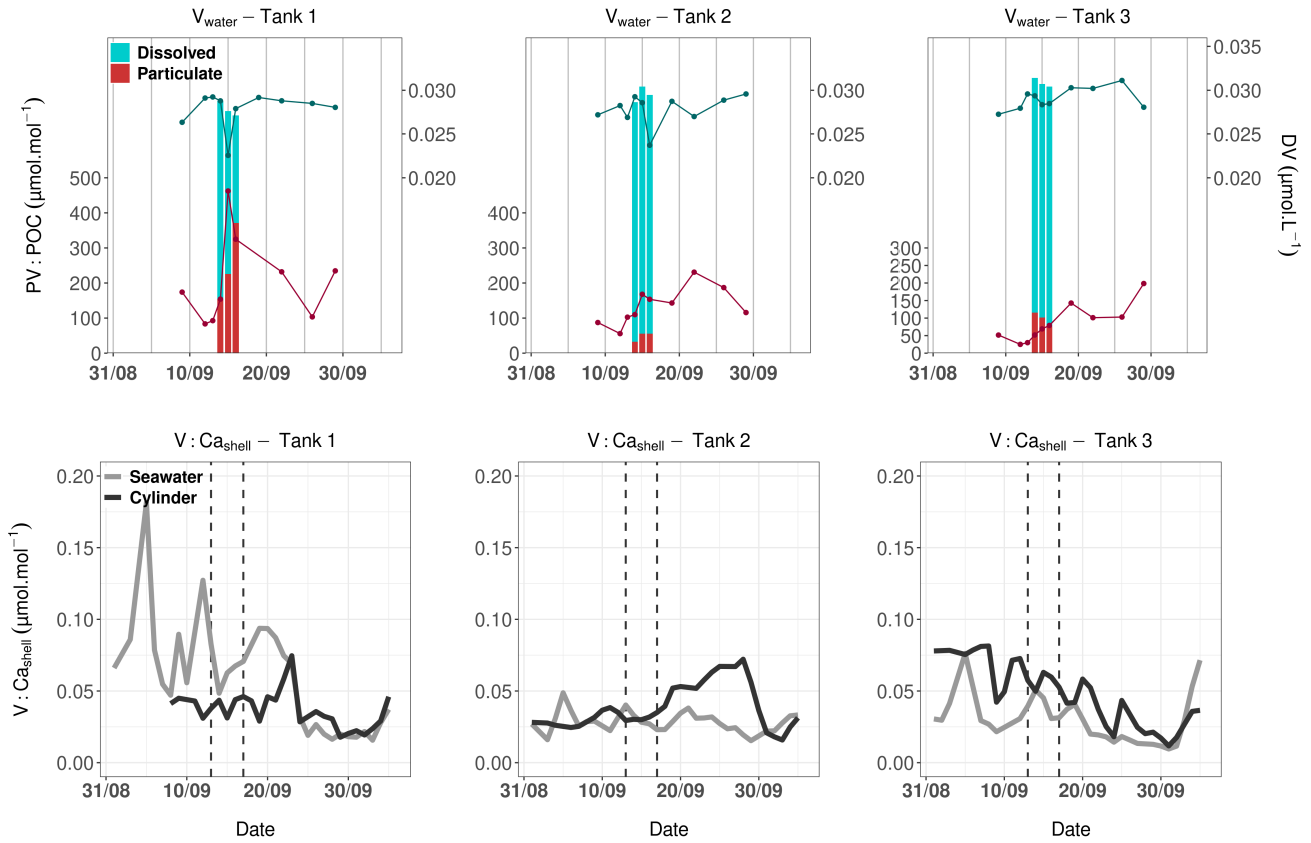 V_water − Tank 1
V_water − Tank 2
V_water − Tank 3
Dissolved
Particulate
PV : POC (μmol.mol⁻¹)
500
400
300
200
100
0
0.030
0.025
0.020
31/08 10/09 20/09 30/09
400
300
200
100
0
0.030
0.025
0.020
31/08 10/09 20/09 30/09
300
250
200
150
100
50
0
0.035
0.030
0.025
0.020
DV (μmol.L⁻¹)
31/08 10/09 20/09 30/09
V : Ca_shell − Tank 1
V : Ca_shell − Tank 2
V : Ca_shell − Tank 3
Seawater
Cylinder
V : Ca_shell (μmol.mol⁻¹)
0.20
0.15
0.10
0.05
0.00
31/08 10/09 20/09 30/09
Date
0.20
0.15
0.10
0.05
0.00
31/08 10/09 20/09 30/09
Date
0.20
0.15
0.10
0.05
0.00
31/08 10/09 20/09 30/09
Date